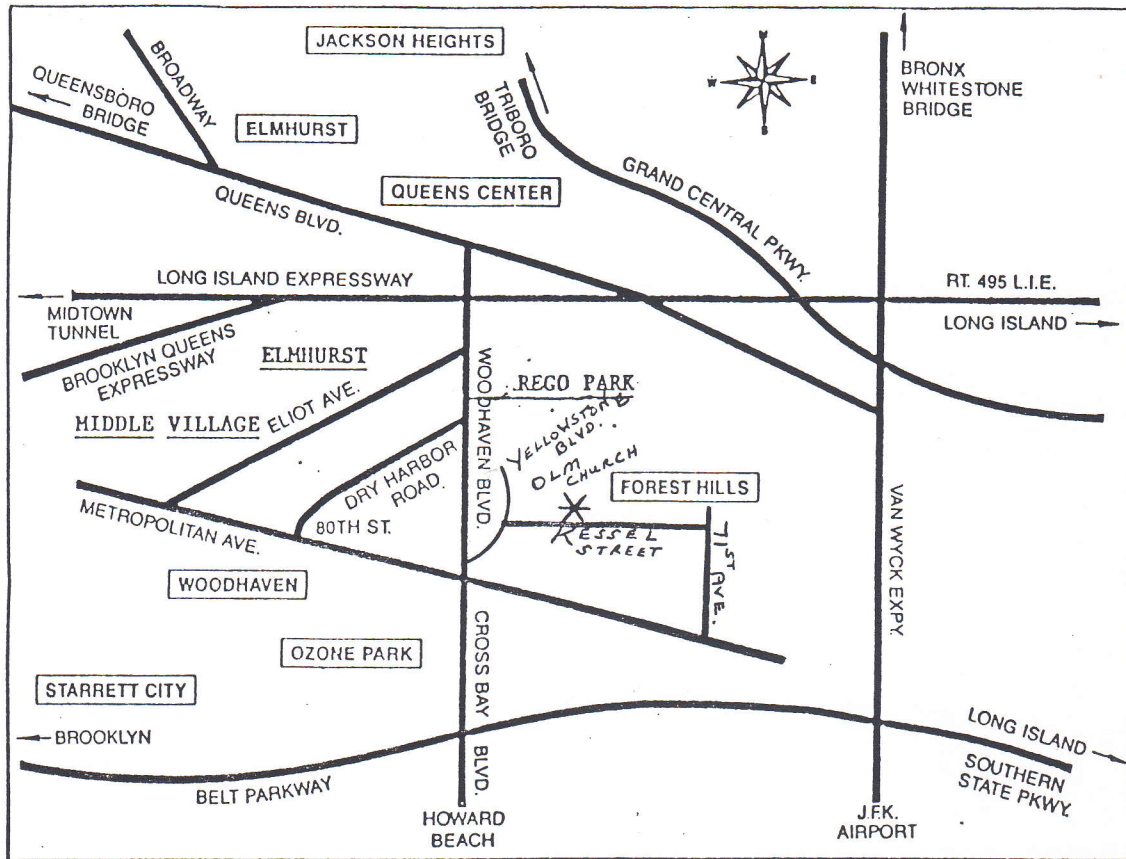 JACKSON HEIGHTS
N
W
E
S
BRONX
WHITESTONE
BRIDGE
BROADWAY
QUEENSBORO
BRIDGE
TRIBORO
BRIDGE
ELMHURST
GRAND CENTRAL PKWY.
QUEENS CENTER
QUEENS BLVD.
LONG ISLAND EXPRESSWAY
RT. 495 L.I.E.
MIDTOWN
TUNNEL
LONG ISLAND
BROOKLYN QUEENS
EXPRESSWAY
ELMHURST
WOODHAVEN BLVD.
REGO PARK
MIDDLE VILLAGE
ELIOT AVE.
YELLOWSTONE
BLVD.
OLM
CHURCH
DRY HARBOR
ROAD
FOREST HILLS
METROPOLITAN AVE.
80TH ST.
KESSEL
STREET
71ST
AVE.
VAN WYCK EXPY.
WOODHAVEN
OZONE PARK
CROSS BAY BLVD.
STARRETT CITY
BROOKLYN
LONG ISLAND
BELT PARKWAY
SOUTHERN
STATE PKWY.
HOWARD
BEACH
J.F.K.
AIRPORT